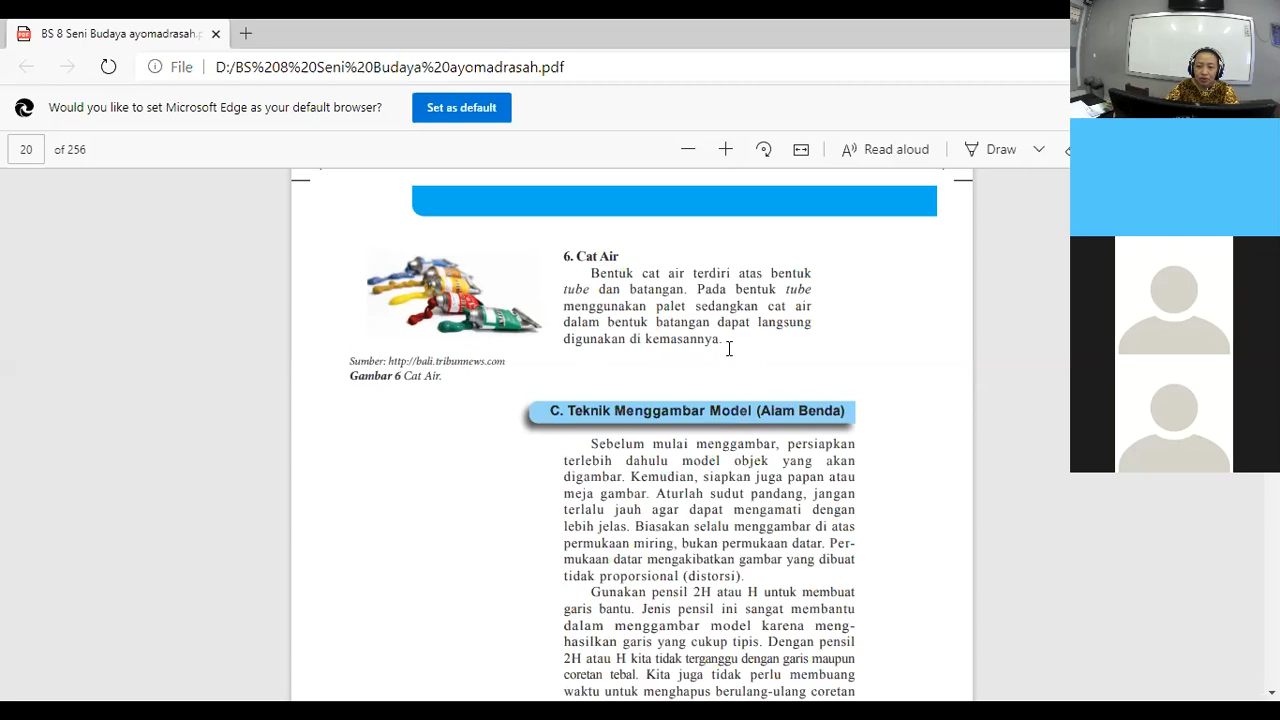 BS 8 Seni Budaya ayomadrasah.p
File D:/BS%208%20Seni%20Budaya%20ayomadrasah.pdf
Would you like to set Microsoft Edge as your default browser? Set as default
20 of 256 Read aloud Draw
6. Cat Air
Bentuk cat air terdiri atas bentuk
tube dan batangan. Pada bentuk tube
menggunakan palet sedangkan cat air
dalam bentuk batangan dapat langsung
digunakan di kemasannya.
Sumber: http://bali.tribunnews.com
Gambar 6 Cat Air.
C. Teknik Menggambar Model (Alam Benda)
Sebelum mulai menggambar, persiapkan
terlebih dahulu model objek yang akan
digambar. Kemudian, siapkan juga papan atau
meja gambar. Aturlah sudut pandang, jangan
terlalu jauh agar dapat mengamati dengan
lebih jelas. Biasakan selalu menggambar di atas
permukaan miring, bukan permukaan datar. Per-
mukaan datar mengakibatkan gambar yang dibuat
tidak proporsional (distorsi).
Gunakan pensil 2H atau H untuk membuat
garis bantu. Jenis pensil ini sangat membantu
dalam menggambar model karena meng-
hasilkan garis yang cukup tipis. Dengan pensil
2H atau H kita tidak terganggu dengan garis maupun
coretan tebal. Kita juga tidak perlu membuang
waktu untuk menghapus berulang-ulang coretan